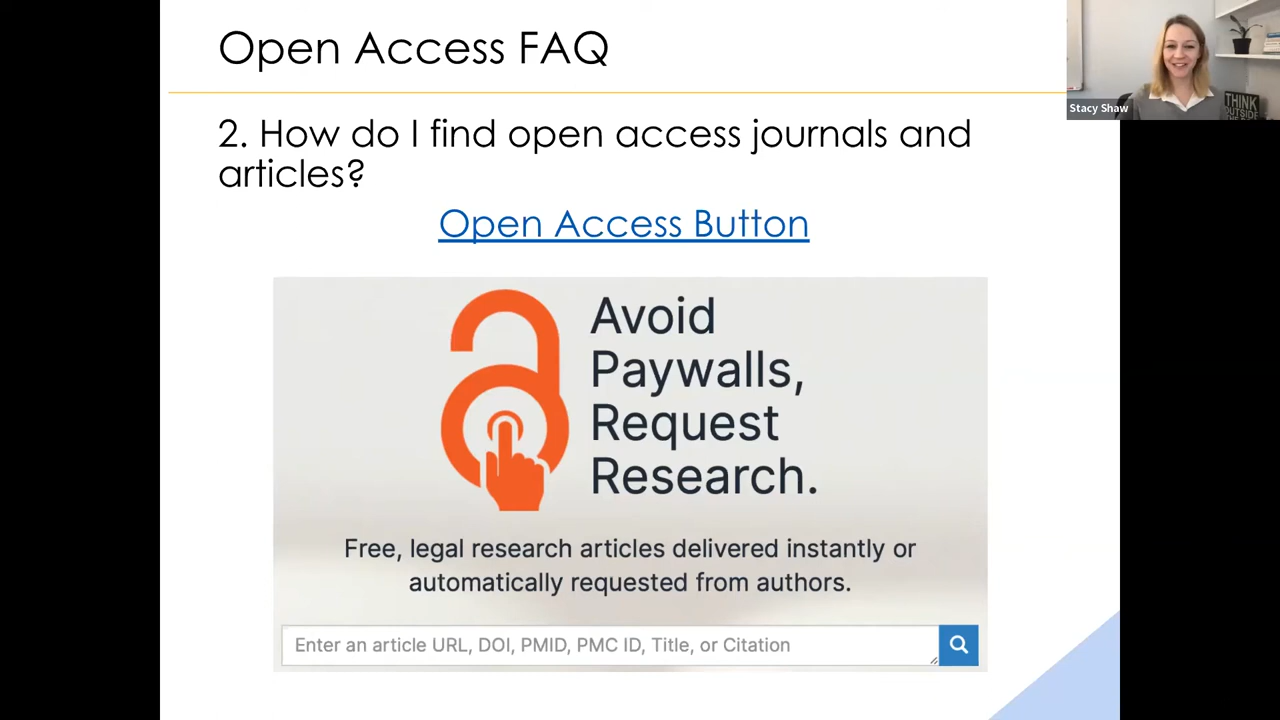 Open Access FAQ
Stacy Shaw
THINK
OUTSIDE
2. How do I find open access journals and
articles?
Open Access Button
Avoid
Paywalls,
Request
Research.
Free, legal research articles delivered instantly or
automatically requested from authors.
Enter an article URL, DOI, PMID, PMC ID, Title, or Citation